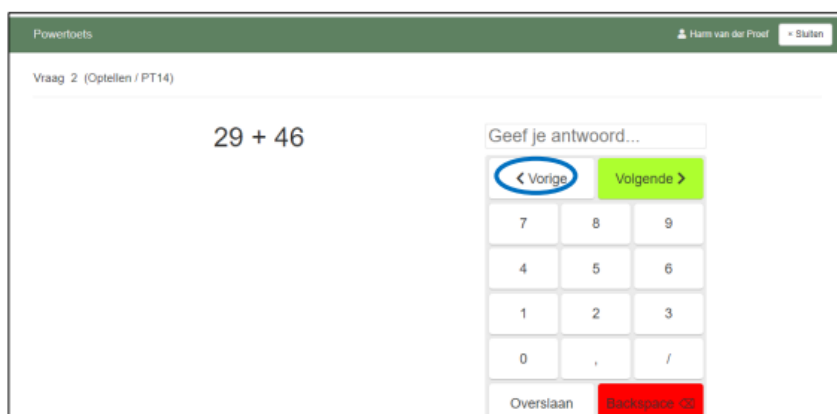 Powertoets
Harm van der Proef
× Sluiten
Vraag 2 (Optellen / PT14)
29 + 46
Geef je antwoord...
Vorige
Volgende
7 8 9
4 5 6
1 2 3
0 , /
Overslaan
Backspace